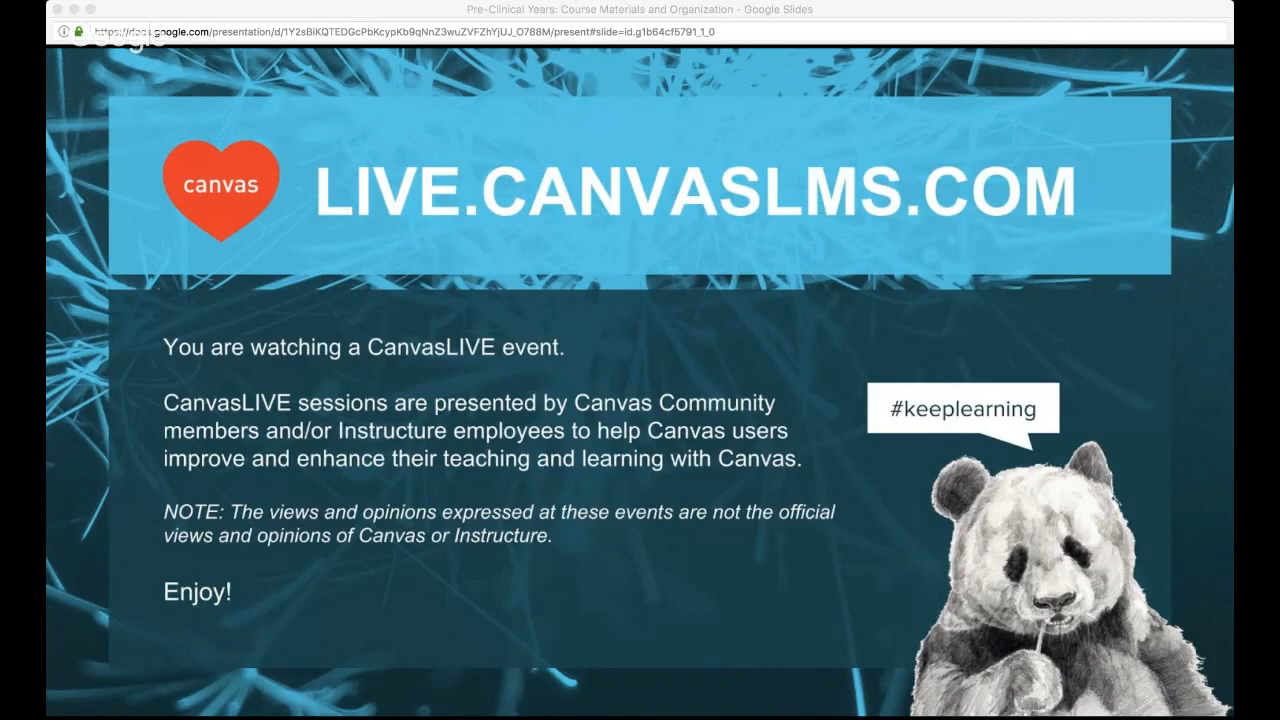 Pre-Clinical Years: Course Materials and Organization - Google Slides
https://docs.google.com/presentation/d/1Y2sBiKQTEDGcPbKcypKb9qNnZ3wuZVFZhYjUJ_O788M/present#slide=id.g1b64cf5791_1_0
Google
canvas
LIVE.CANVASLMS.COM
You are watching a CanvasLIVE event.
CanvasLIVE sessions are presented by Canvas Community
members and/or Instructure employees to help Canvas users
improve and enhance their teaching and learning with Canvas.
#keeplearning
NOTE: The views and opinions expressed at these events are not the official
views and opinions of Canvas or Instructure.
Enjoy!